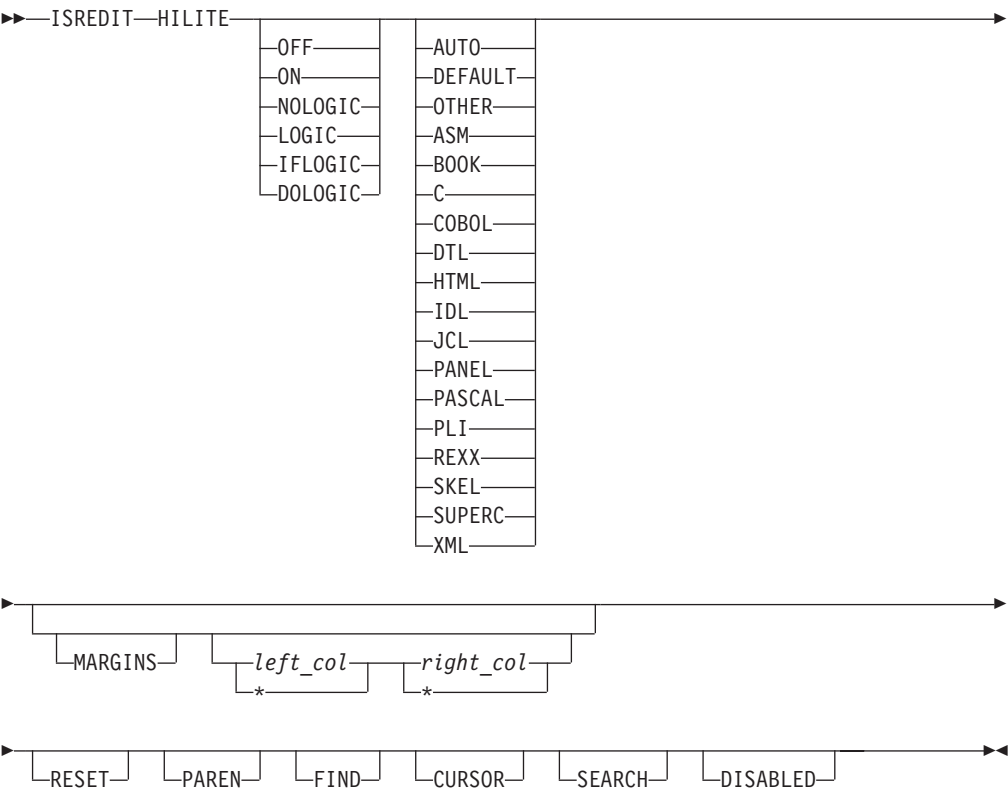 ISREDIT HILITE
OFF
ON
NOLOGIC
LOGIC
IFLOGIC
DOLOGIC
AUTO
DEFAULT
OTHER
ASM
BOOK
C
COBOL
DTL
HTML
IDL
JCL
PANEL
PASCAL
PLI
REXX
SKEL
SUPERC
XML
MARGINS left_col right_col
* *
RESET PAREN FIND CURSOR SEARCH DISABLED